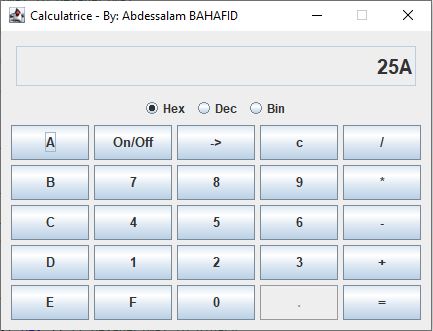 Calculatrice - By: Abdessalam BAHAFID
25A
Hex Dec Bin
A On/Off -> c /
B 7 8 9 *
C 4 5 6 -
D 1 2 3 +
E F 0 . =